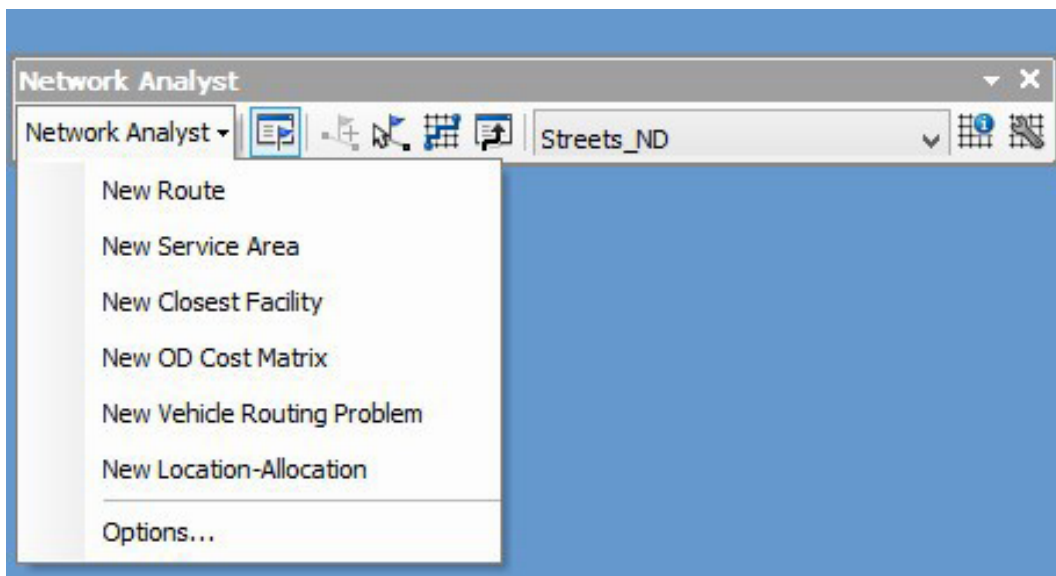 Network Analyst
Network Analyst Streets_ND
New Route
New Service Area
New Closest Facility
New OD Cost Matrix
New Vehicle Routing Problem
New Location-Allocation
Options...